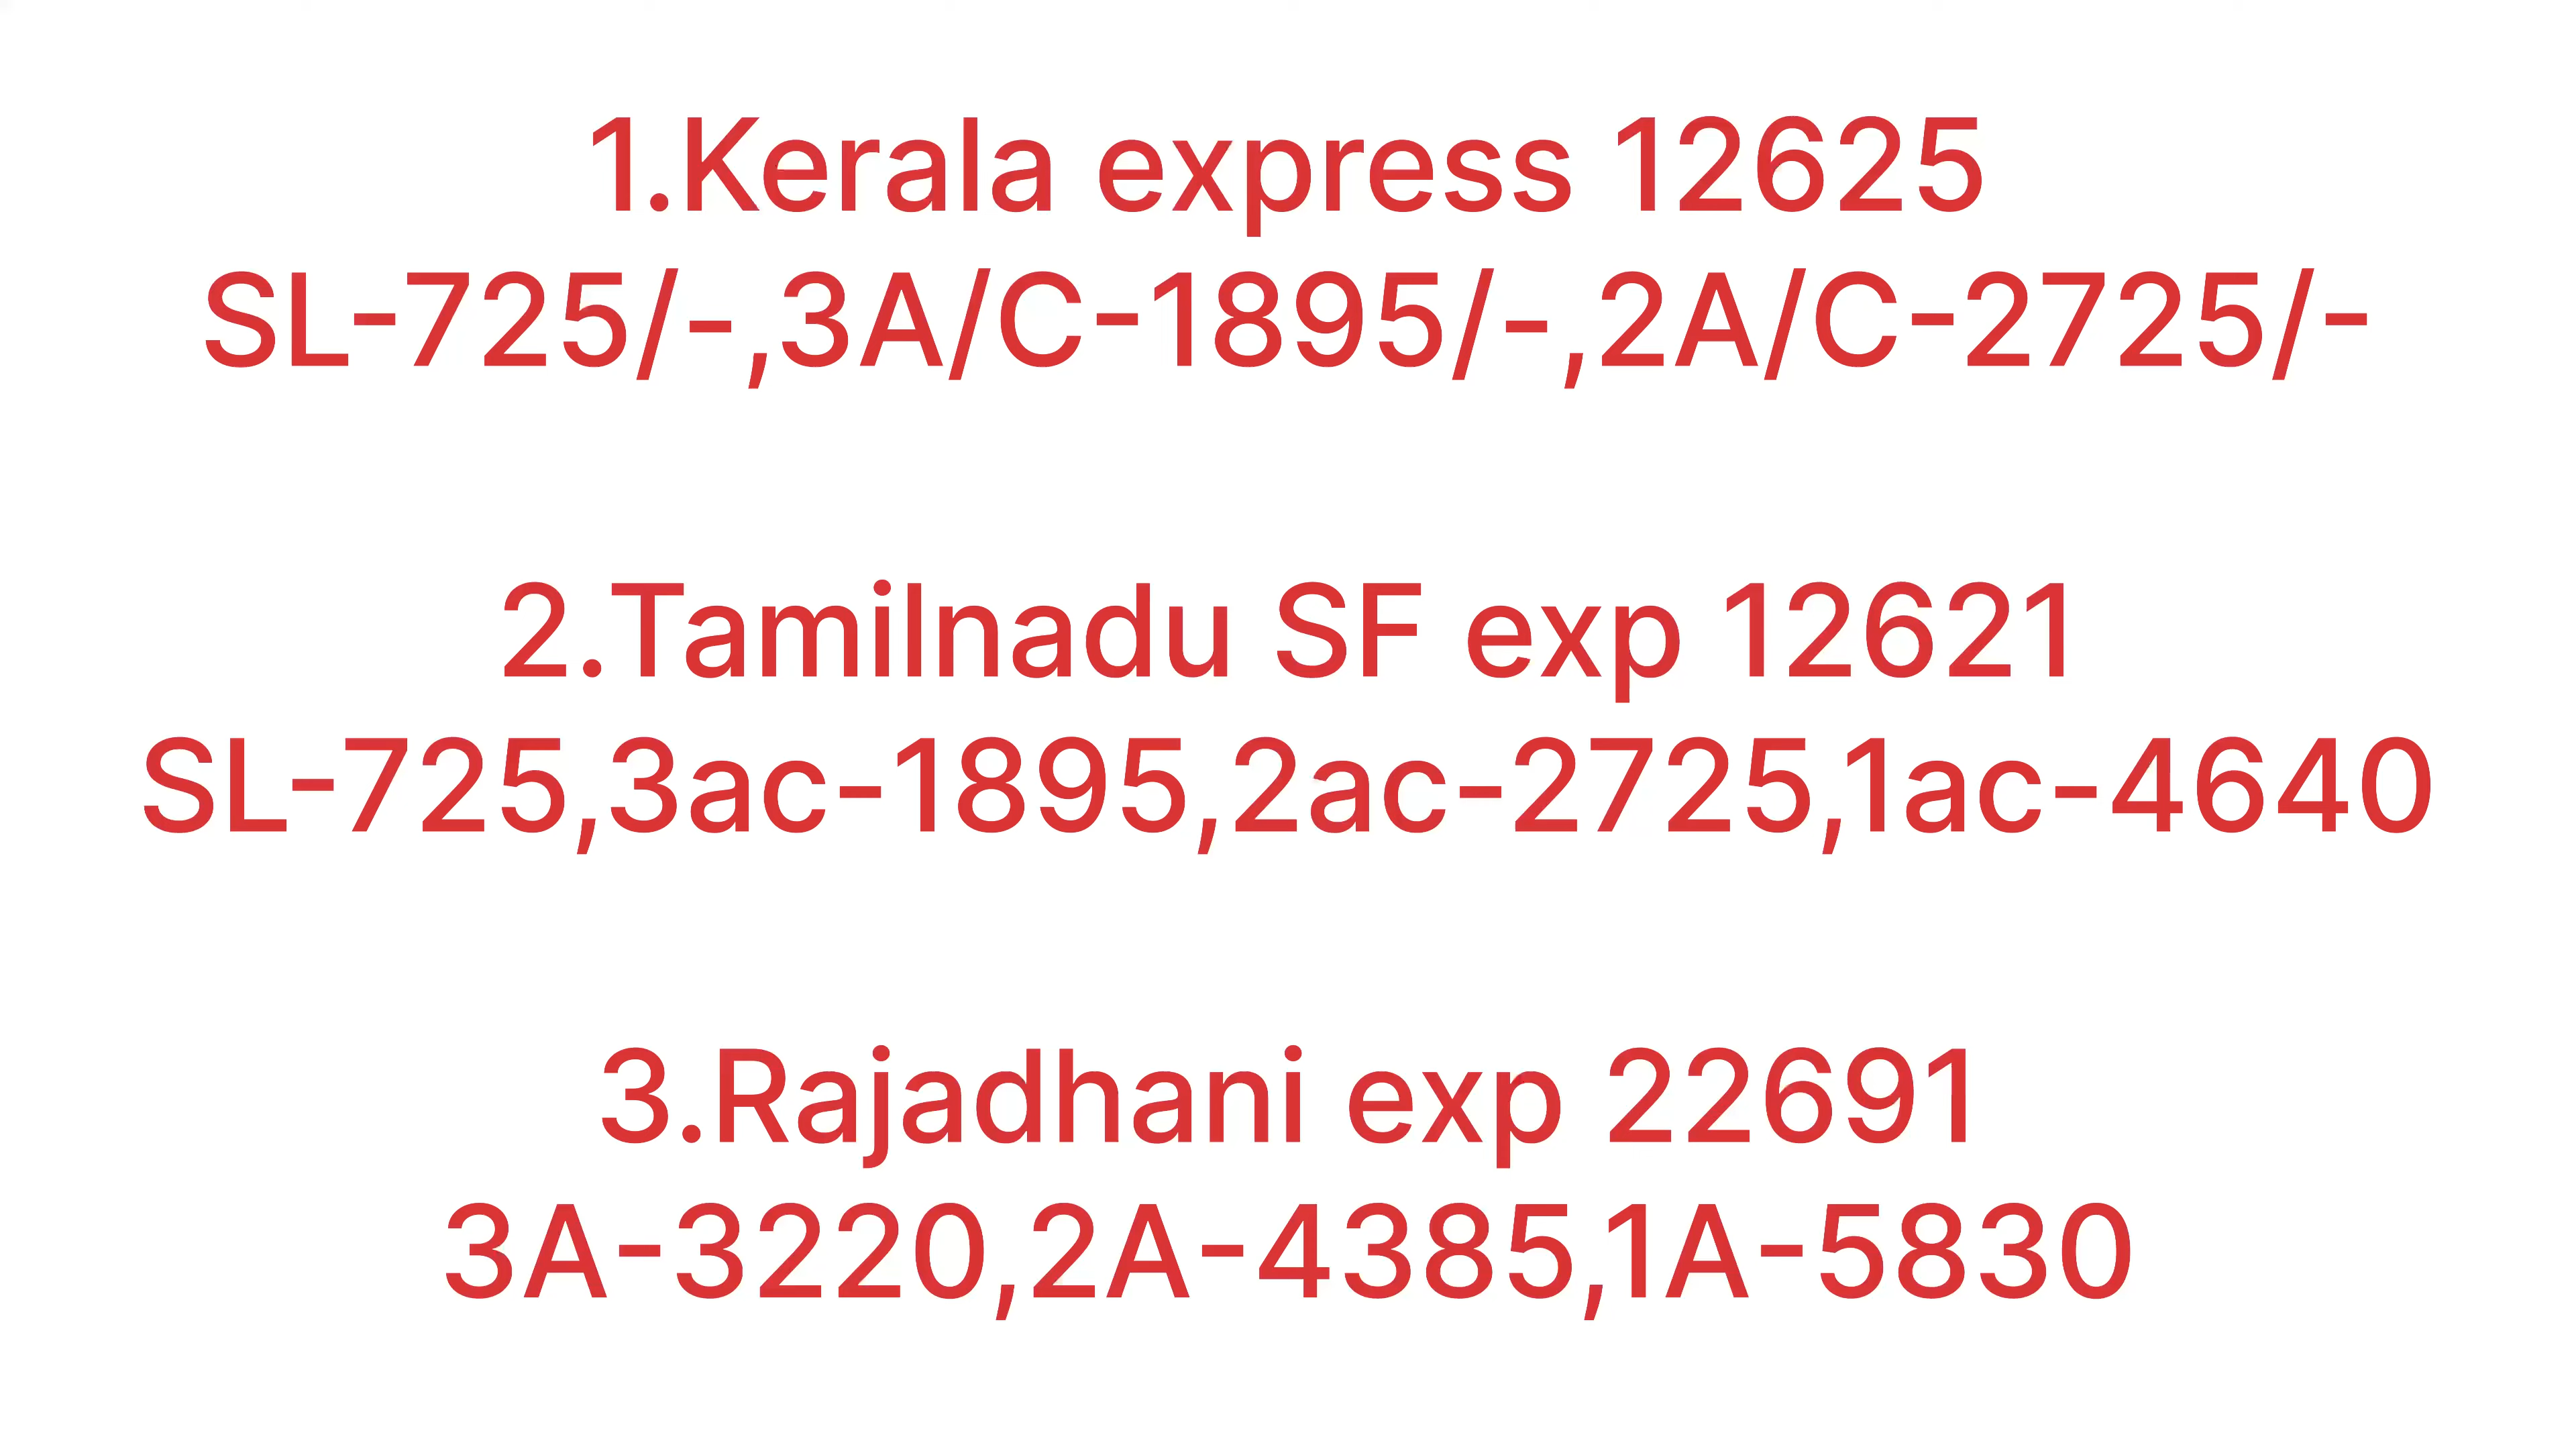 1.Kerala express 12625
SL-725/-,3A/C-1895/-,2A/C-2725/-
2.Tamilnadu SF exp 12621
SL-725,3ac-1895,2ac-2725,1ac-4640
3.Rajadhani exp 22691
3A-3220,2A-4385,1A-5830